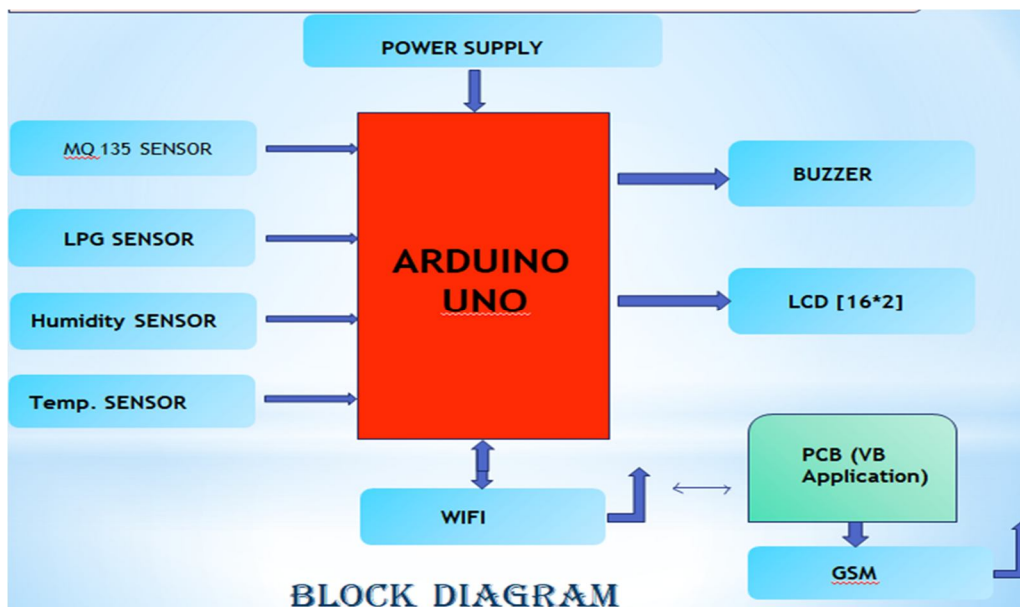 POWER SUPPLY
MQ 135 SENSOR
LPG SENSOR
Humidity SENSOR
Temp. SENSOR
ARDUINO
UNO
BUZZER
LCD [16*2]
WIFI
PCB (VB
Application)
GSM
BLOCK DIAGRAM